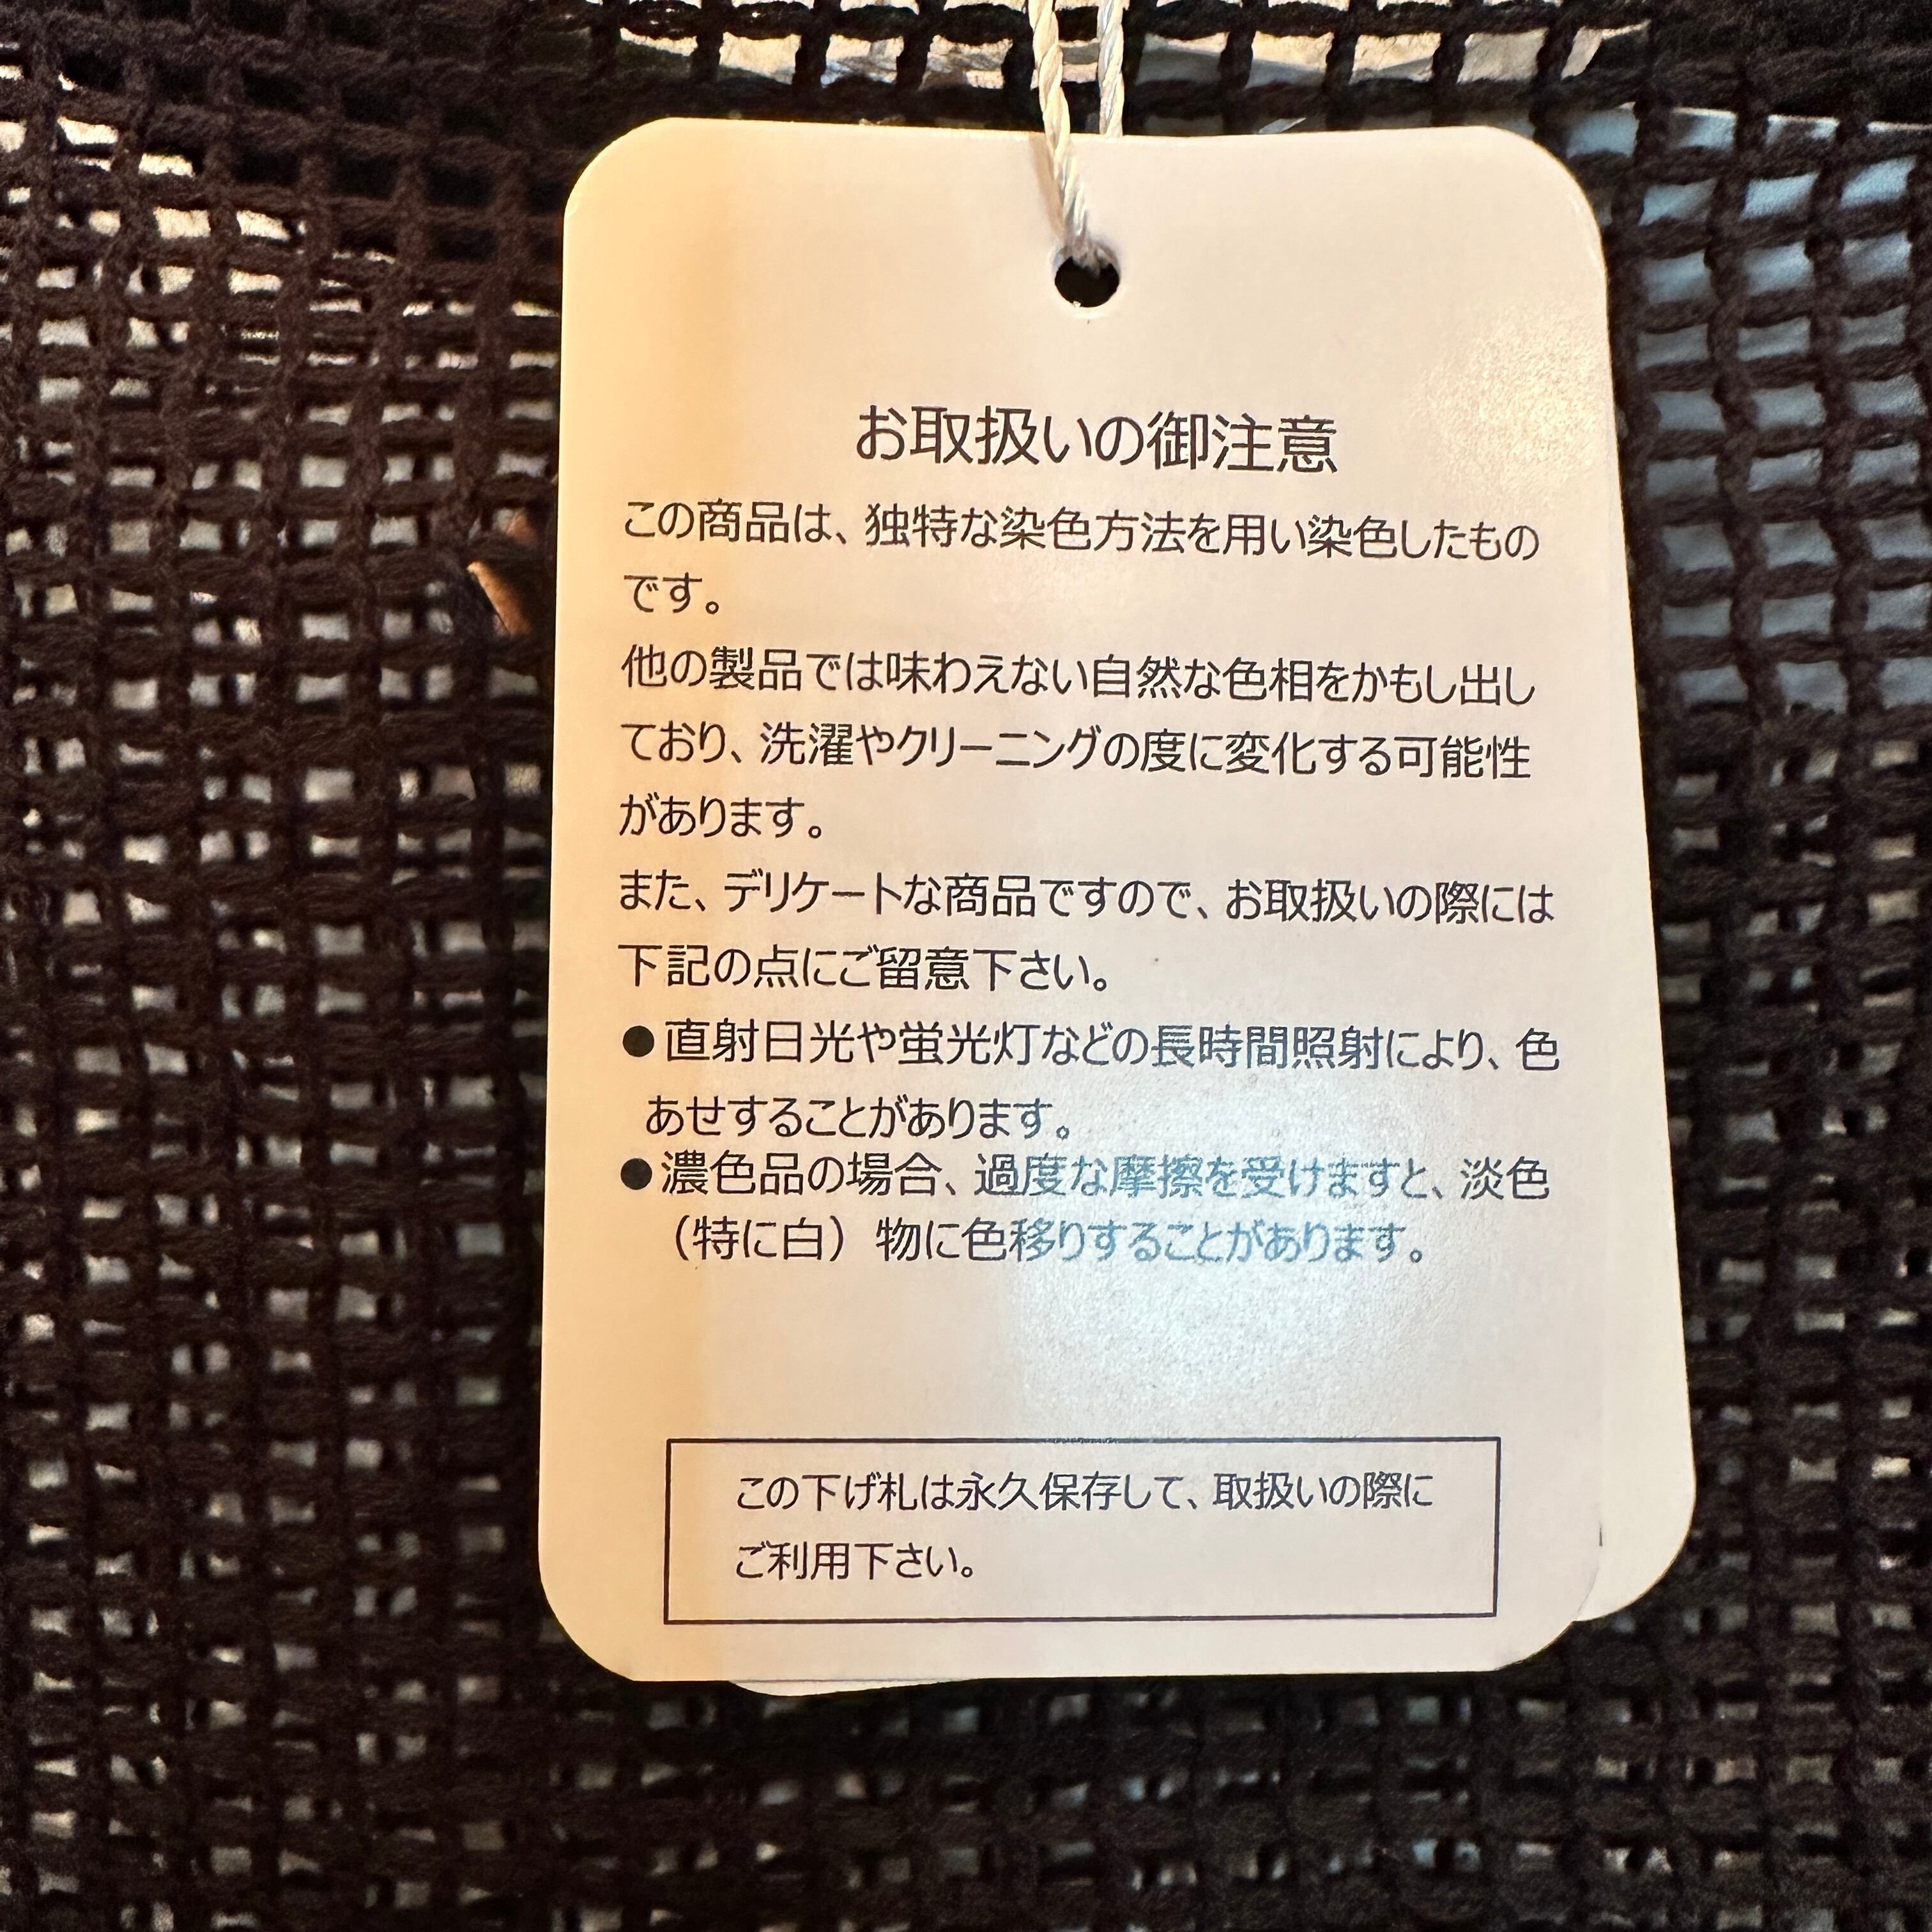 お取扱いの御注意
この商品は、独特な染色方法を用い染色したもの
です。
他の製品では味わえない自然な色相をかもし出し
ており、洗濯やクリーニングの度に変化する可能性
があります。
また、デリケートな商品ですので、お取扱いの際には
下記の点にご留意下さい。
●直射日光や蛍光灯などの長時間照射により、色
あせすることがあります。
●濃色品の場合、過度な摩擦を受けますと、淡色
（特に白）物に色移りすることがあります。
この下げ札は永久保存して、取扱いの際に
ご利用下さい。